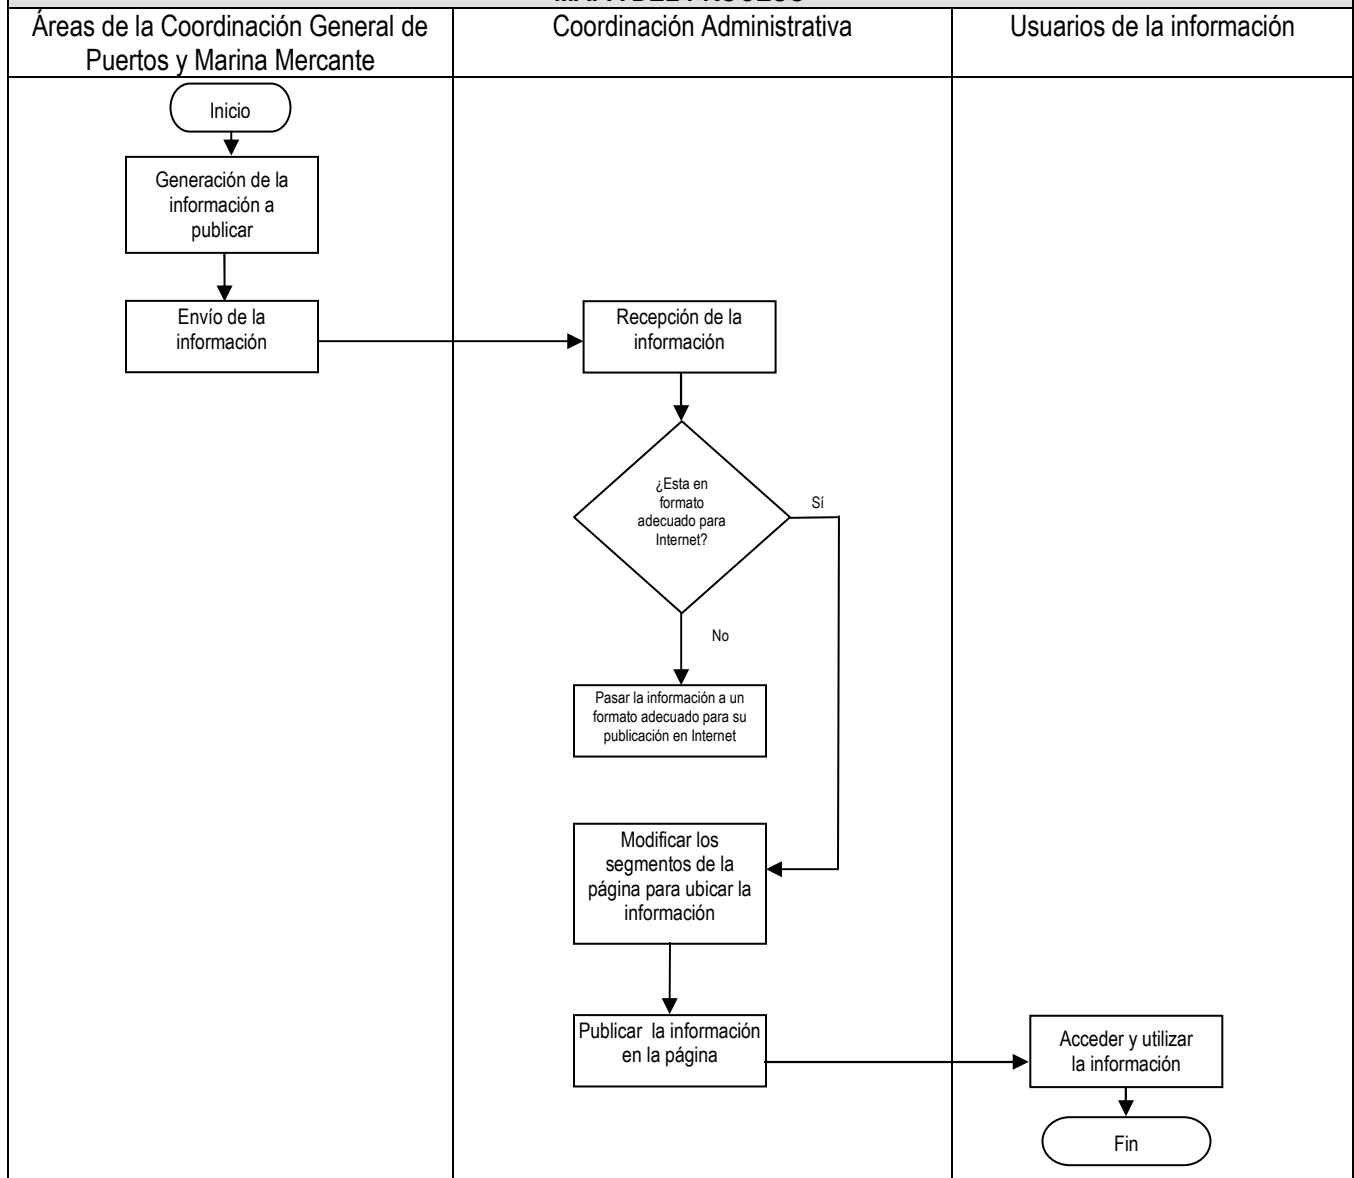 Áreas de la Coordinación General de
Puertos y Marina Mercante
Coordinación Administrativa
Usuarios de la información
Inicio
Generación de la
información a
publicar
Envío de la
información
Recepción de la
información
¿Esta en
formato
adecuado para
Internet?
Sí
No
Pasar la información a un
formato adecuado para su
publicación en Internet
Modificar los
segmentos de la
página para ubicar la
información
Publicar la información
en la página
Acceder y utilizar
la información
Fin